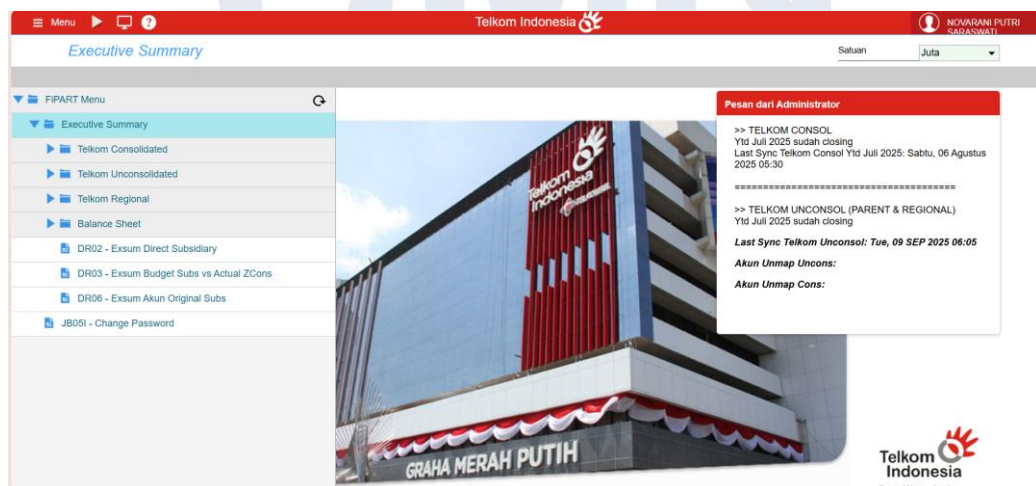 Menu
Telkom Indonesia
NOVARANI PUTRI
SARASWATI
Executive Summary
Satuan
Juta
FiPART Menu
Executive Summary
Telkom Consolidated
Telkom Unconsolidated
Telkom Regional
Balance Sheet
DR02 - Exsum Direct Subsidiary
DR03 - Exsum Budget Subs vs Actual ZCons
DR06 - Exsum Akun Original Subs
JB05I - Change Password
Telkom
Indonesia
GRAHA MERAH PUTIH
Pesan dari Administrator
>> TELKOM CONSOL
Ytd Juli 2025 sudah closing
Last Sync Telkom Consol Ytd Juli 2025: Sabtu, 06 Agustus
2025 05:30
========================================
>> TELKOM UNCONSOL (PARENT & REGIONAL)
Ytd Juli 2025 sudah closing
Last Sync Telkom Unconsol: Tue, 09 SEP 2025 06:05
Akun Unmap Uncons:
Akun Unmap Cons:
Telkom
Indonesia